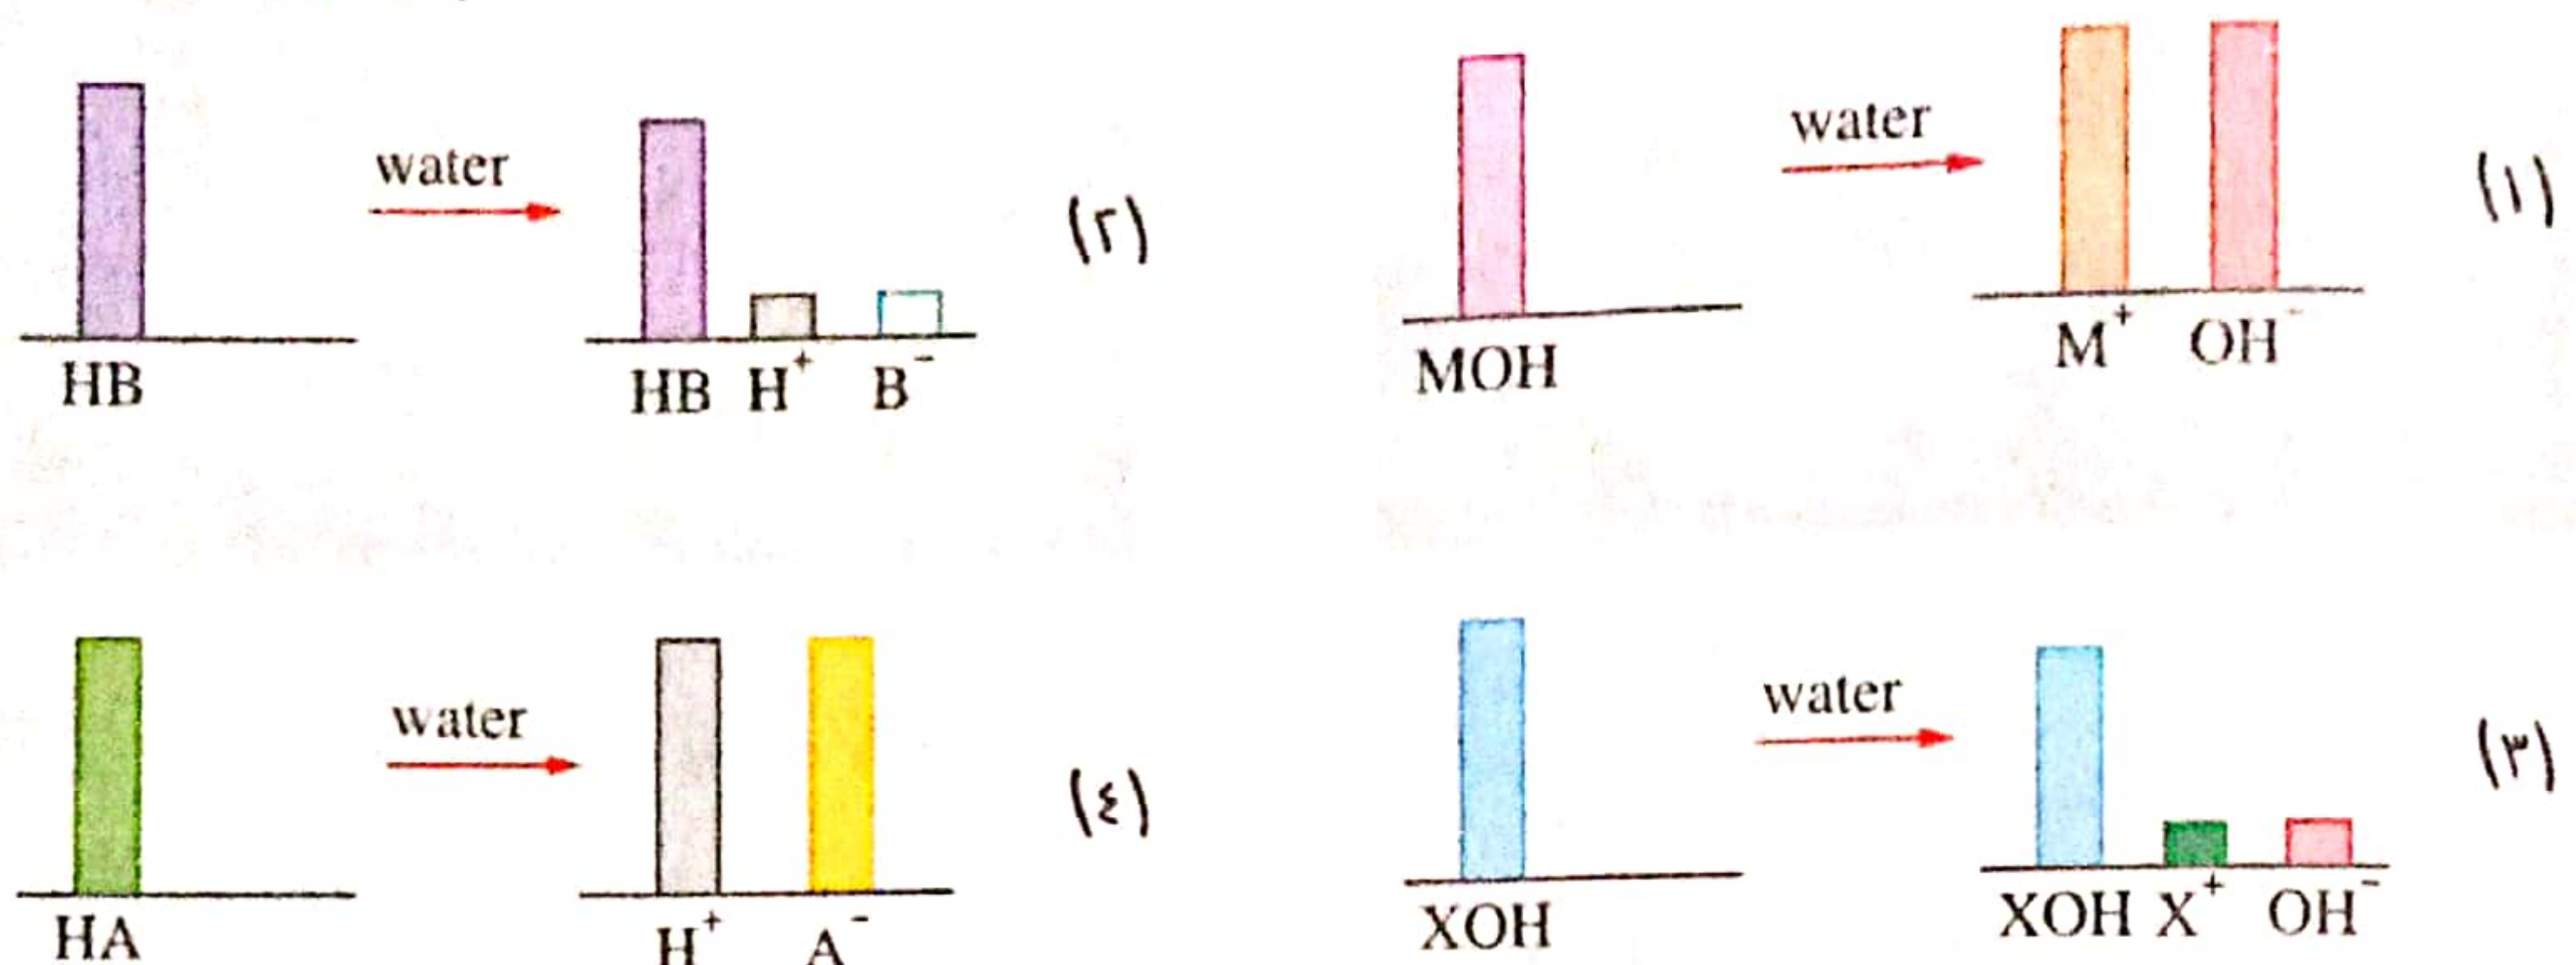 water
(١)
MOH
M⁺ OH⁻
water
(٢)
HB
HB H⁺ B⁻
water
(٣)
XOH
XOH X⁺ OH⁻
water
(٤)
HA
H⁺ A⁻